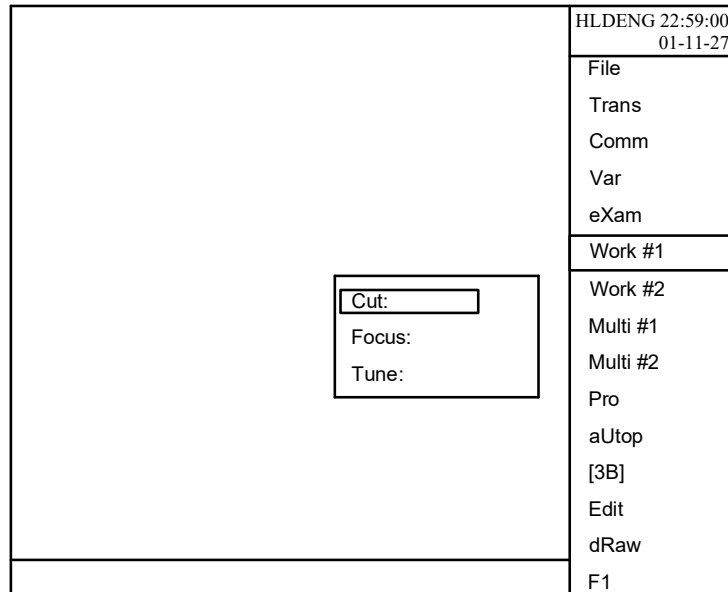 HLDENG 22:59:00
01-11-27
File
Trans
Comm
Var
eXam
Work #1
Work #2
Multi #1
Multi #2
Pro
aUtop
[3B]
Edit
dRaw
F1
Cut:
Focus:
Tune: